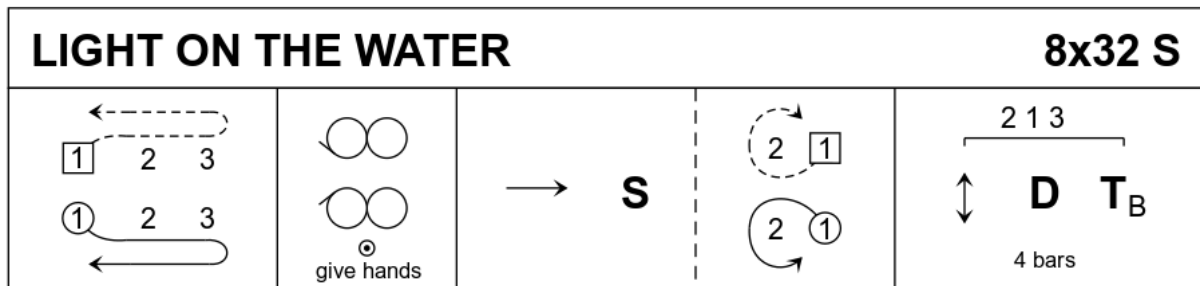 LIGHT ON THE WATER 8x32 S
1 2 3
1 2 3
give hands
S
2 1
2 1
2 1 3
D T_B
4 bars